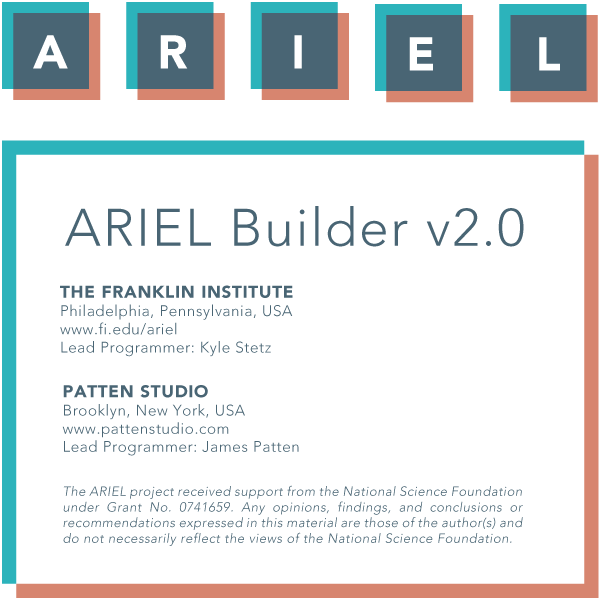 ARIEL
ARIEL Builder v2.0
THE FRANKLIN INSTITUTE
Philadelphia, Pennsylvania, USA
www.fi.edu/ariel
Lead Programmer: Kyle Stetz
PATTEN STUDIO
Brooklyn, New York, USA
www.pattenstudio.com
Lead Programmer: James Patten
The ARIEL project received support from the National Science Foundation
under Grant No. 0741659. Any opinions, findings, and conclusions or
recommendations expressed in this material are those of the author(s) and
do not necessarily reflect the views of the National Science Foundation.